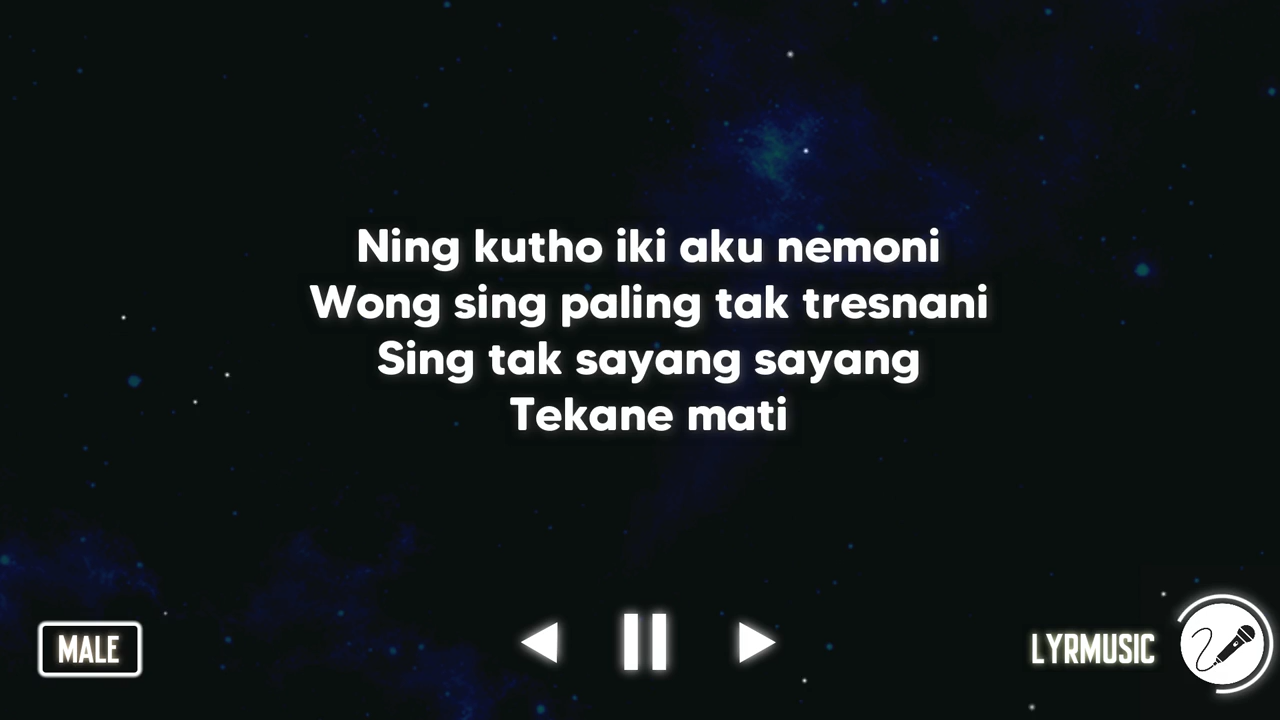 Ning kutho iki aku nemoni
Wong sing paling tak tresnani
Sing tak sayang sayang
Tekane mati
MALE
LYRMUSIC